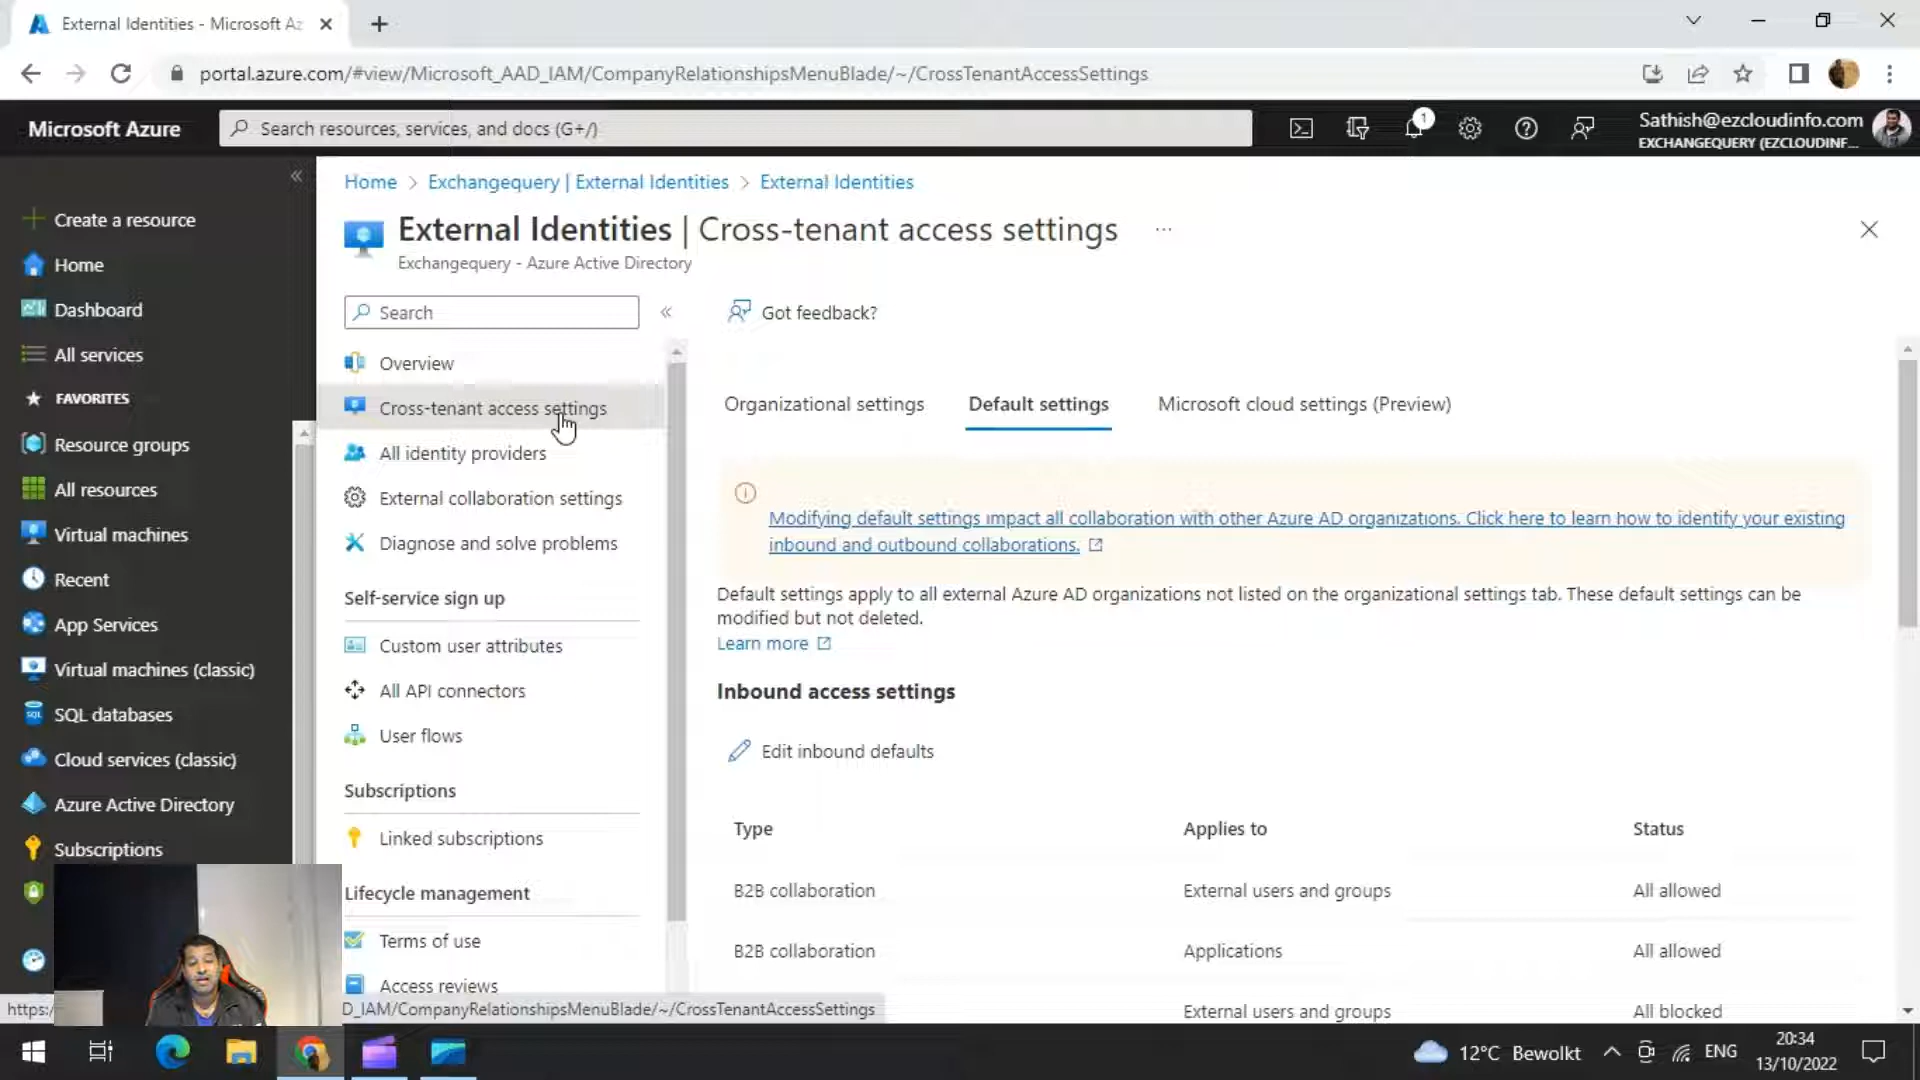 External Identities - Microsoft Az
portal.azure.com/#view/Microsoft_AAD_IAM/CompanyRelationshipsMenuBlade/~/CrossTenantAccessSettings
Microsoft Azure
Search resources, services, and docs (G+/)
1
Sathish@ezcloudinfo.com
EXCHANGEQUERY (EZCLOUDINF...
Create a resource
Home
Dashboard
All services
FAVORITES
Resource groups
All resources
Virtual machines
Recent
App Services
Virtual machines (classic)
SQL databases
Cloud services (classic)
Azure Active Directory
Subscriptions
Home > Exchangequery | External Identities > External Identities
External Identities | Cross-tenant access settings ...
Exchangequery - Azure Active Directory
Search
Overview
Cross-tenant access settings
All identity providers
External collaboration settings
Diagnose and solve problems
Self-service sign up
Custom user attributes
All API connectors
User flows
Subscriptions
Linked subscriptions
Lifecycle management
Terms of use
Access reviews
Got feedback?
Organizational settings
Default settings
Microsoft cloud settings (Preview)
Modifying default settings impact all collaboration with other Azure AD organizations. Click here to learn how to identify your existing
inbound and outbound collaborations.
Default settings apply to all external Azure AD organizations not listed on the organizational settings tab. These default settings can be
modified but not deleted.
Learn more
Inbound access settings
Edit inbound defaults
Type Applies to Status
B2B collaboration External users and groups All allowed
B2B collaboration Applications All allowed
External users and groups All blocked
https:/
D_IAM/CompanyRelationshipsMenuBlade/~/CrossTenantAccessSettings
12°C Bewolkt
ENG
20:34
13/10/2022